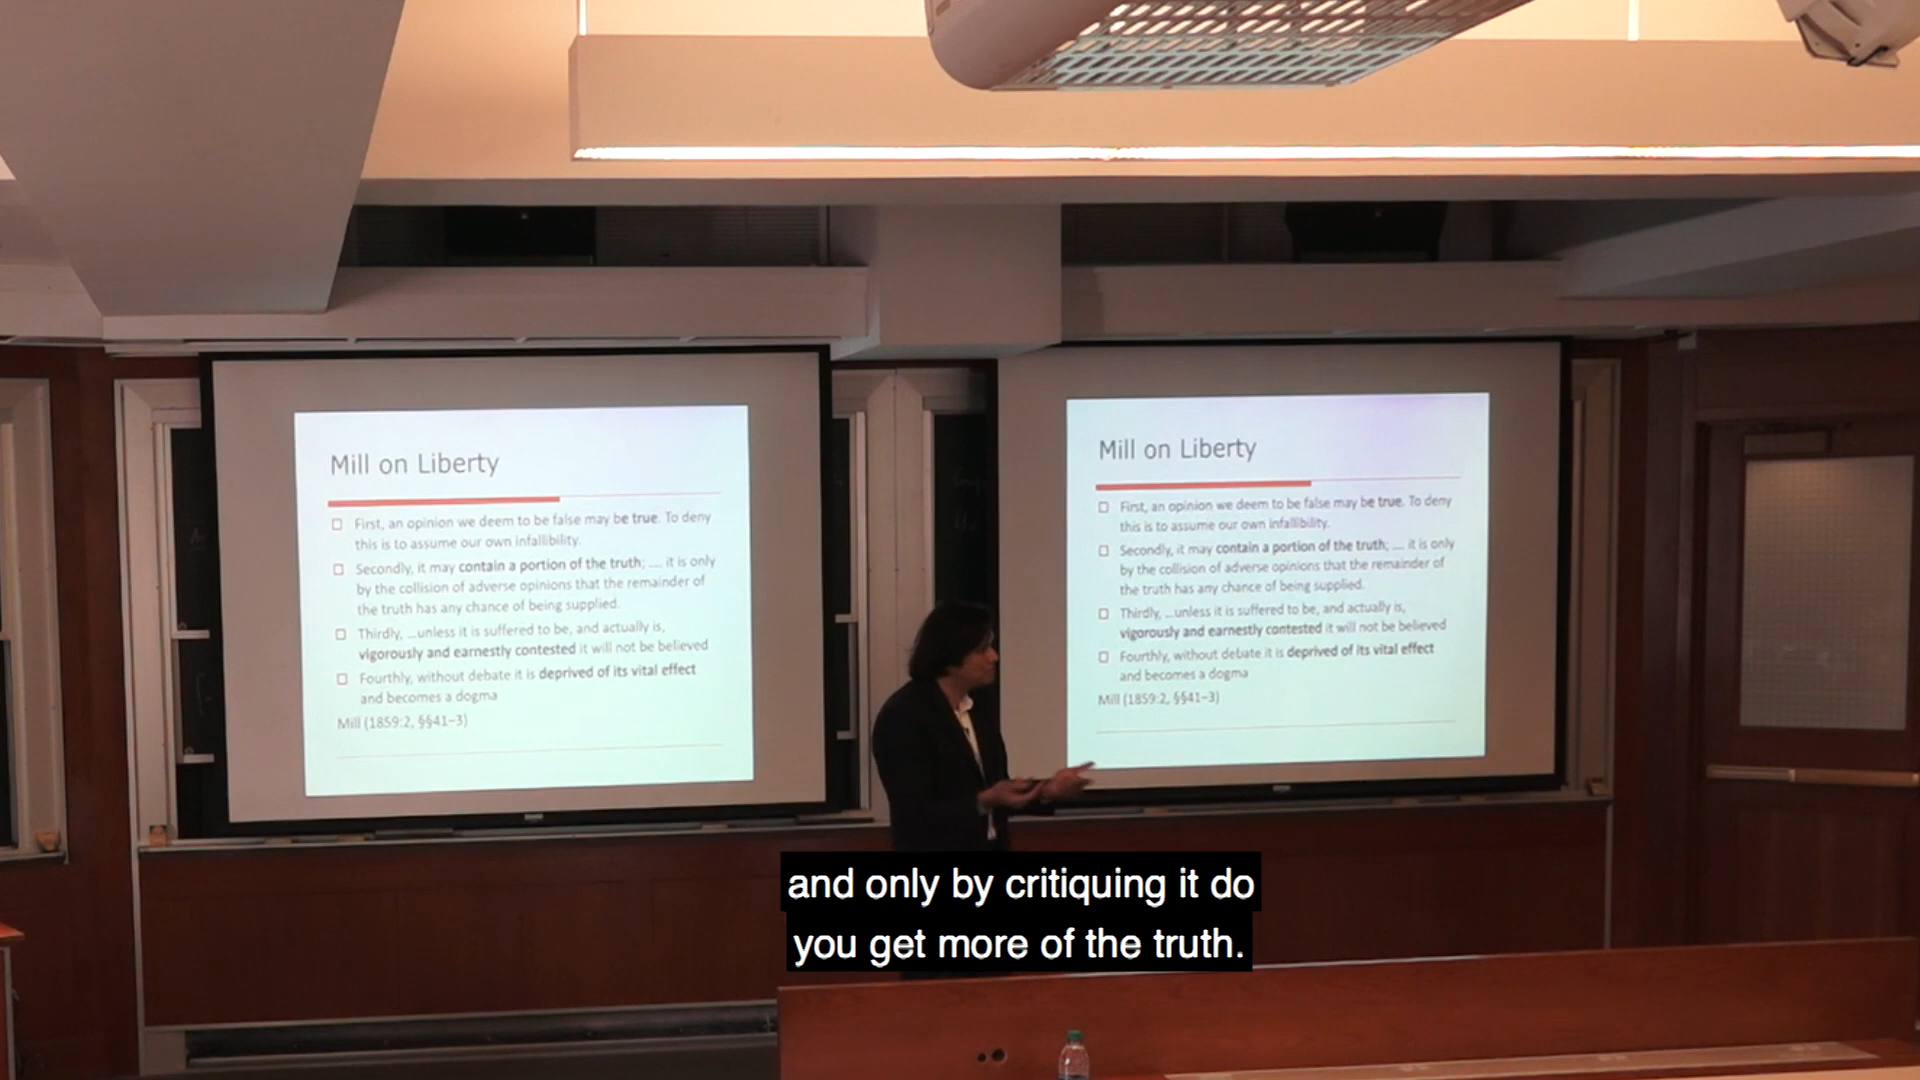 Mill on Liberty
First, an opinion we deem to be false may be true. To deny
this is to assume our own infallibility.
Secondly, it may contain a portion of the truth; .... it is only
by the collision of adverse opinions that the remainder of
the truth has any chance of being supplied.
Thirdly, ...unless it is suffered to be, and actually is,
vigorously and earnestly contested it will not be believed
Fourthly, without debate it is deprived of its vital effect
and becomes a dogma
Mill (1859:2, §§41–3)
Mill on Liberty
First, an opinion we deem to be false may be true. To deny
this is to assume our own infallibility.
Secondly, it may contain a portion of the truth; .... it is only
by the collision of adverse opinions that the remainder of
the truth has any chance of being supplied.
Thirdly, ...unless it is suffered to be, and actually is,
vigorously and earnestly contested it will not be believed
Fourthly, without debate it is deprived of its vital effect
and becomes a dogma
Mill (1859:2, §§41–3)
and only by critiquing it do
you get more of the truth.